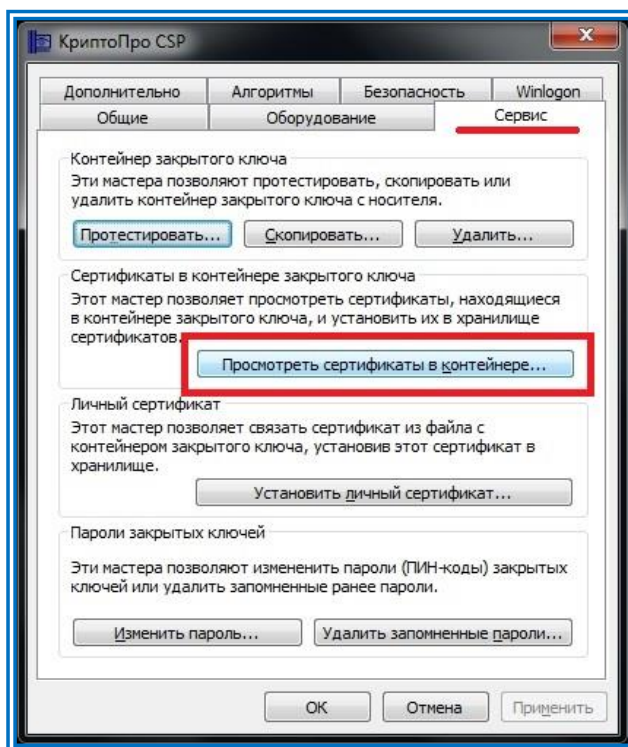 КриптоПро CSP
Дополнительно Алгоритмы Безопасность Winlogon
Общие Оборудование Сервис
Контейнер закрытого ключа
Эти мастера позволяют протестировать, скопировать или
удалить контейнер закрытого ключа с носителя.
Протестировать... Скопировать... Удалить...
Сертификаты в контейнере закрытого ключа
Этот мастер позволяет просмотреть сертификаты, находящиеся
в контейнере закрытого ключа, и установить их в хранилище
сертификатов.
Просмотреть сертификаты в контейнере...
Личный сертификат
Этот мастер позволяет связать сертификат из файла с
контейнером закрытого ключа, установив этот сертификат в
хранилище.
Установить личный сертификат...
Пароли закрытых ключей
Эти мастера позволяют измененить пароли (ПИН-коды) закрытых
ключей или удалить запомненные ранее пароли.
Изменить пароль... Удалить запомненные пароли...
ОК Отмена Применить